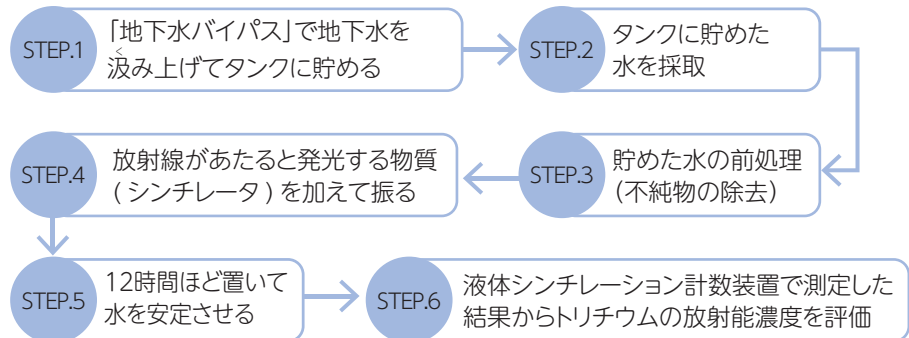 STEP.1
「地下水バイパス」で地下水を
汲み上げてタンクに貯める
く
STEP.2
タンクに貯めた
水を採取
STEP.3
貯めた水の前処理
(不純物の除去)
STEP.4
放射線があたると発光する物質
( シンチレータ ) を加えて振る
STEP.5
12時間ほど置いて
水を安定させる
STEP.6
液体シンチレーション計数装置で測定した
結果からトリチウムの放射能濃度を評価